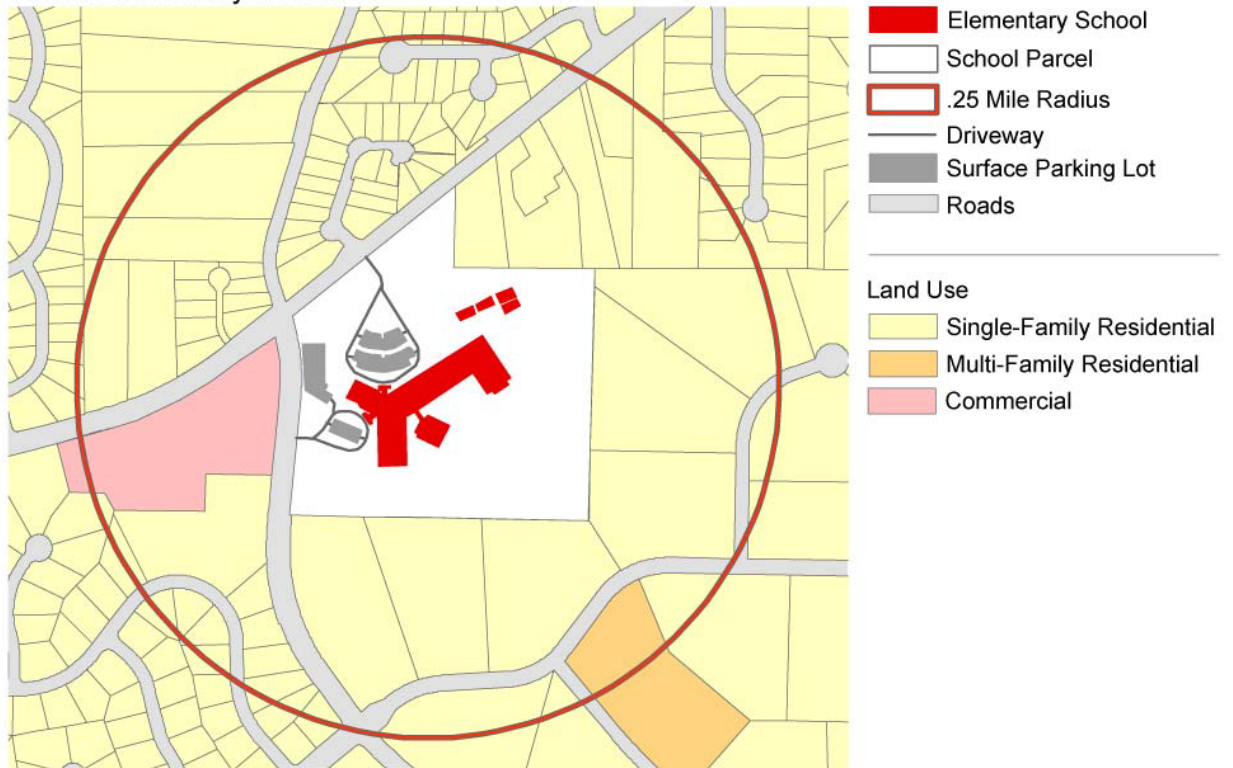 Elementary School
School Parcel
.25 Mile Radius
Driveway
Surface Parking Lot
Roads
Land Use
Single-Family Residential
Multi-Family Residential
Commercial